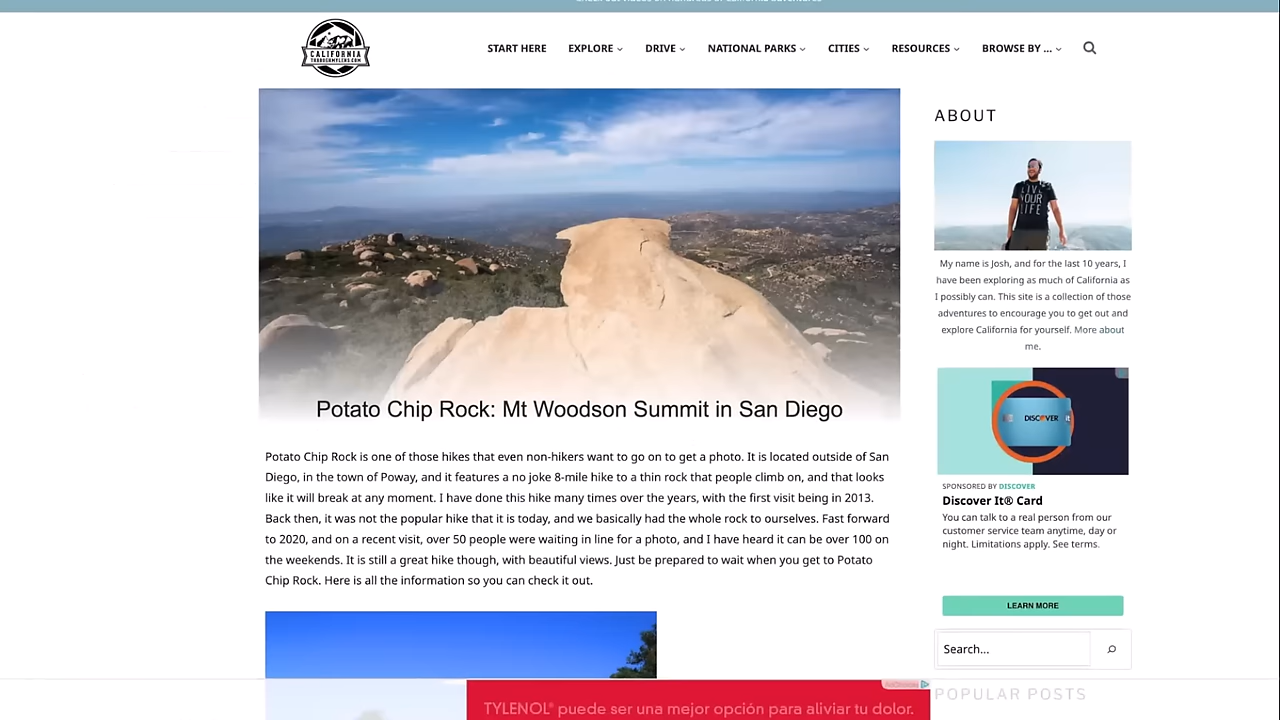 CALIFORNIA
THROUGHMYLENS.COM
START HERE
EXPLORE
DRIVE
NATIONAL PARKS
CITIES
RESOURCES
BROWSE BY ...
Potato Chip Rock: Mt Woodson Summit in San Diego
Potato Chip Rock is one of those hikes that even non-hikers want to go on to get a photo. It is located outside of San
Diego, in the town of Poway, and it features a no joke 8-mile hike to a thin rock that people climb on, and that looks
like it will break at any moment. I have done this hike many times over the years, with the first visit being in 2013.
Back then, it was not the popular hike that it is today, and we basically had the whole rock to ourselves. Fast forward
to 2020, and on a recent visit, over 50 people were waiting in line for a photo, and I have heard it can be over 100 on
the weekends. It is still a great hike though, with beautiful views. Just be prepared to wait when you get to Potato
Chip Rock. Here is all the information so you can check it out.
ABOUT
LIVE
YOUR
LIFE
My name is Josh, and for the last 10 years, I
have been exploring as much of California as
I possibly can. This site is a collection of those
adventures to encourage you to get out and
explore California for yourself. More about
me.
DISCOVER it
SPONSORED BY DISCOVER
Discover It® Card
You can talk to a real person from our
customer service team anytime, day or
night. Limitations apply. See terms.
LEARN MORE
Search...
POPULAR POSTS
TYLENOL® puede ser una mejor opción para aliviar tu dolor.